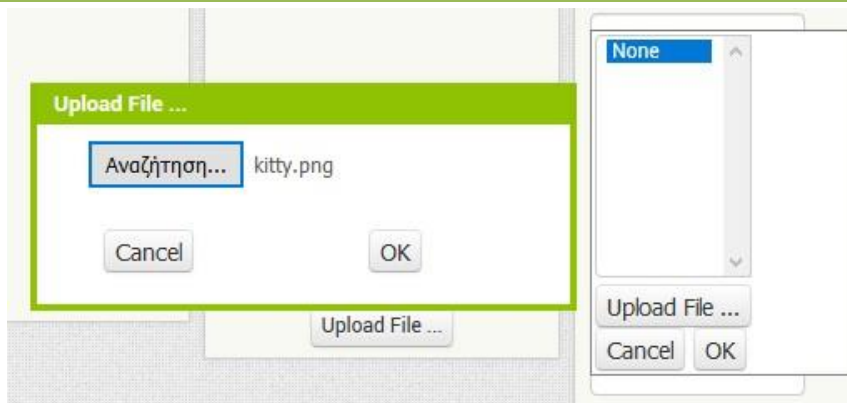 Upload File ...
Αναζήτηση... kitty.png
Cancel OK
Upload File ...
None
Upload File ...
Cancel OK